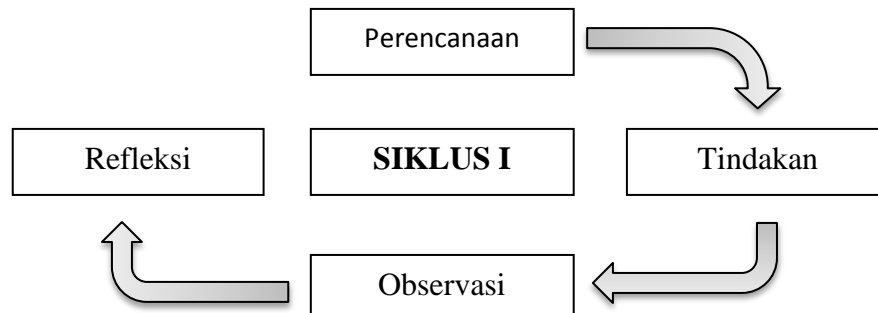 Perencanaan
Refleksi
SIKLUS I
Tindakan
Observasi